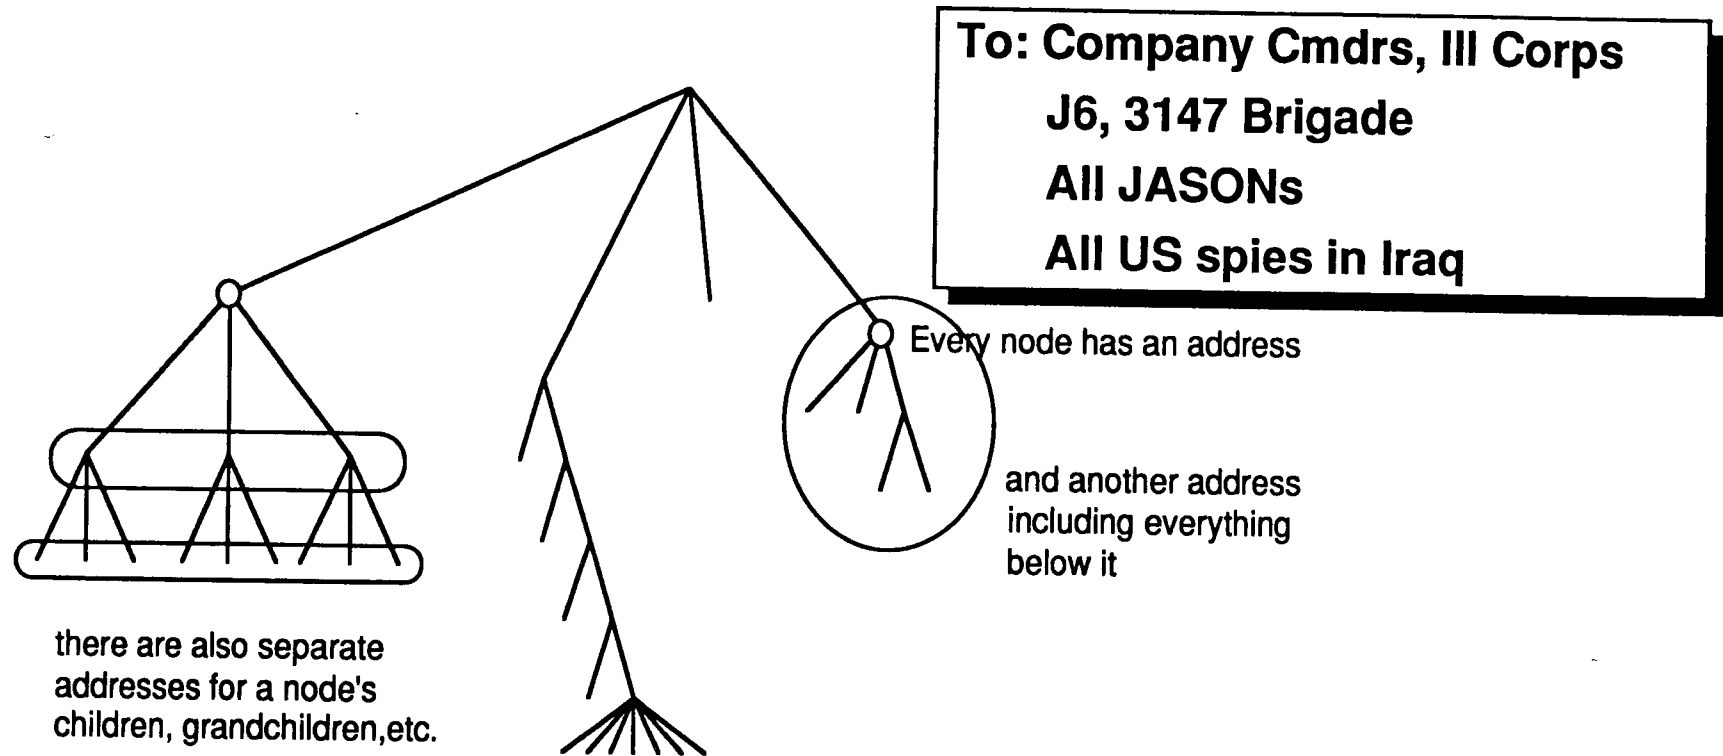 To: Company Cmdrs, III Corps
J6, 3147 Brigade
All JASONs
All US spies in Iraq
Every node has an address
and another address
including everything
below it
there are also separate
addresses for a node's
children, grandchildren,etc.